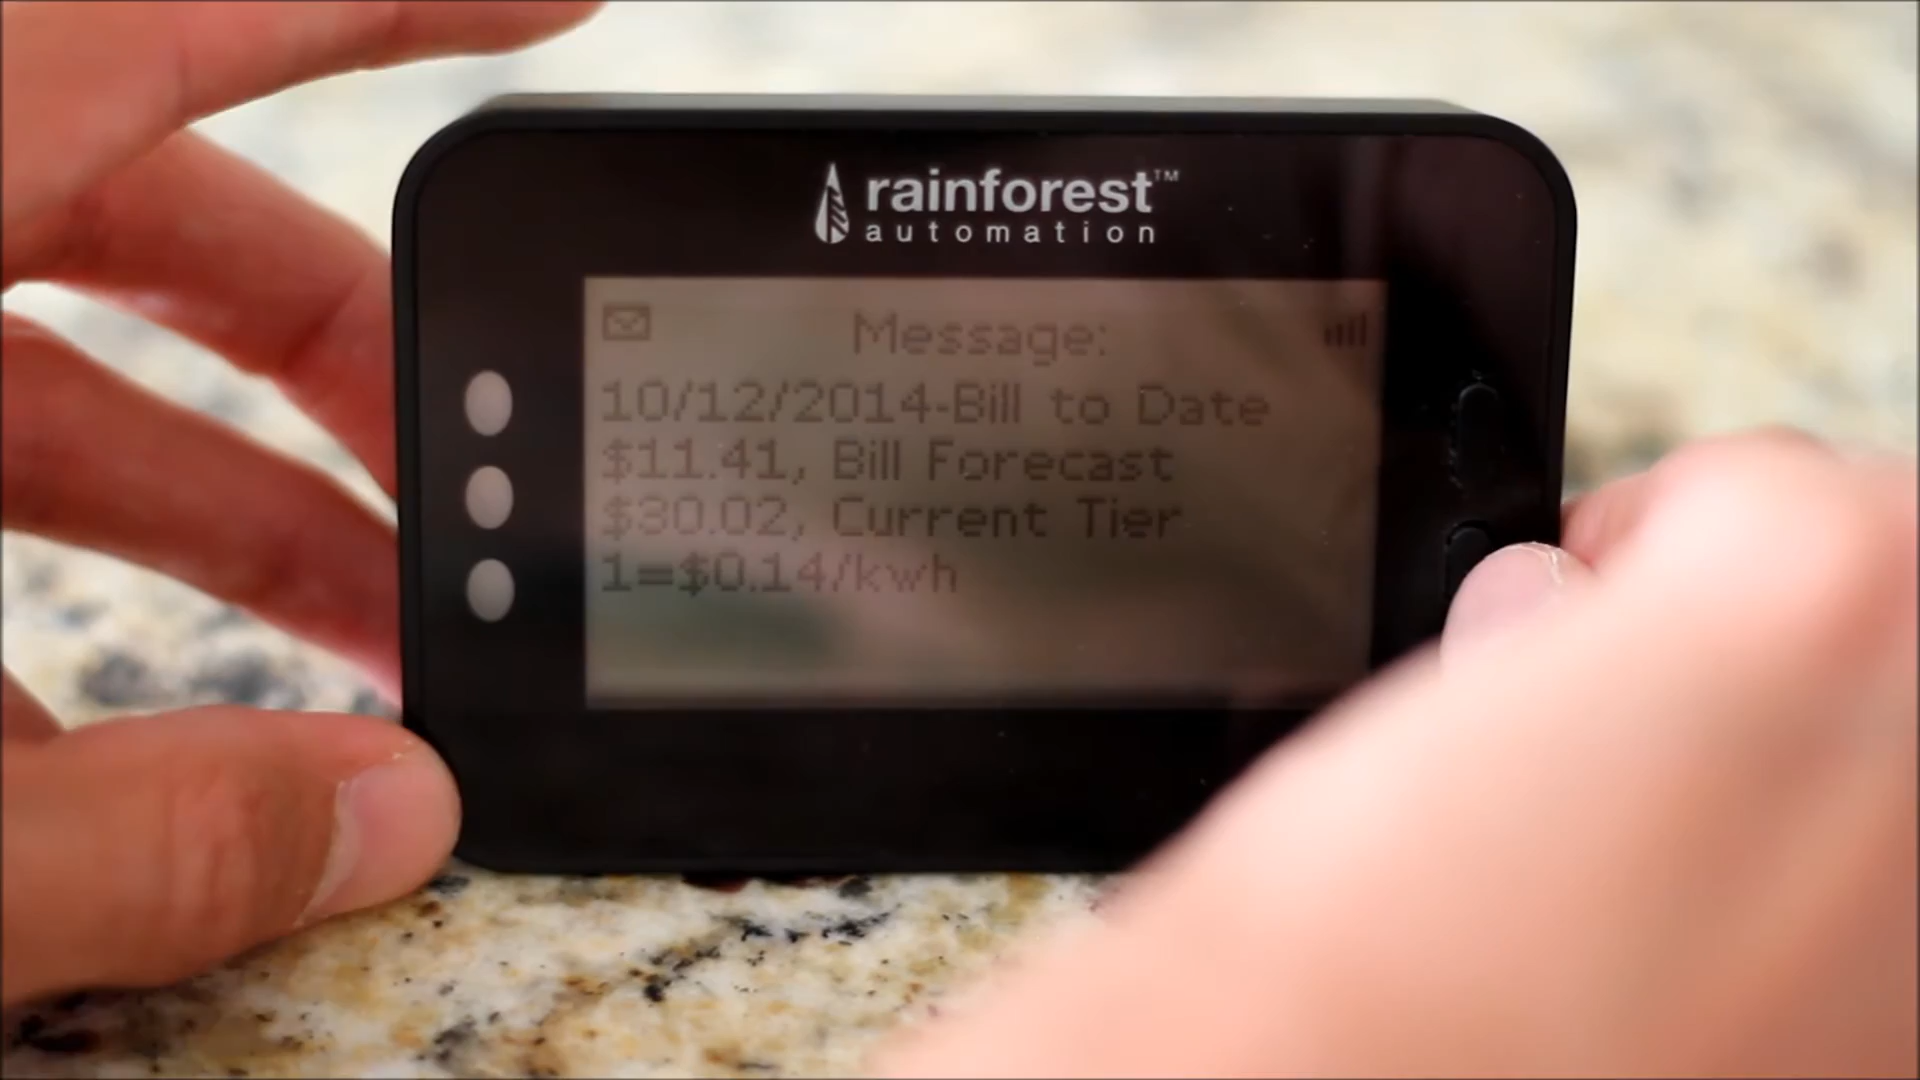 rainforest™
automation
Message:
10/12/2014-Bill to Date
$11.41, Bill Forecast
$30.02, Current Tier
1=$0.14/kwh